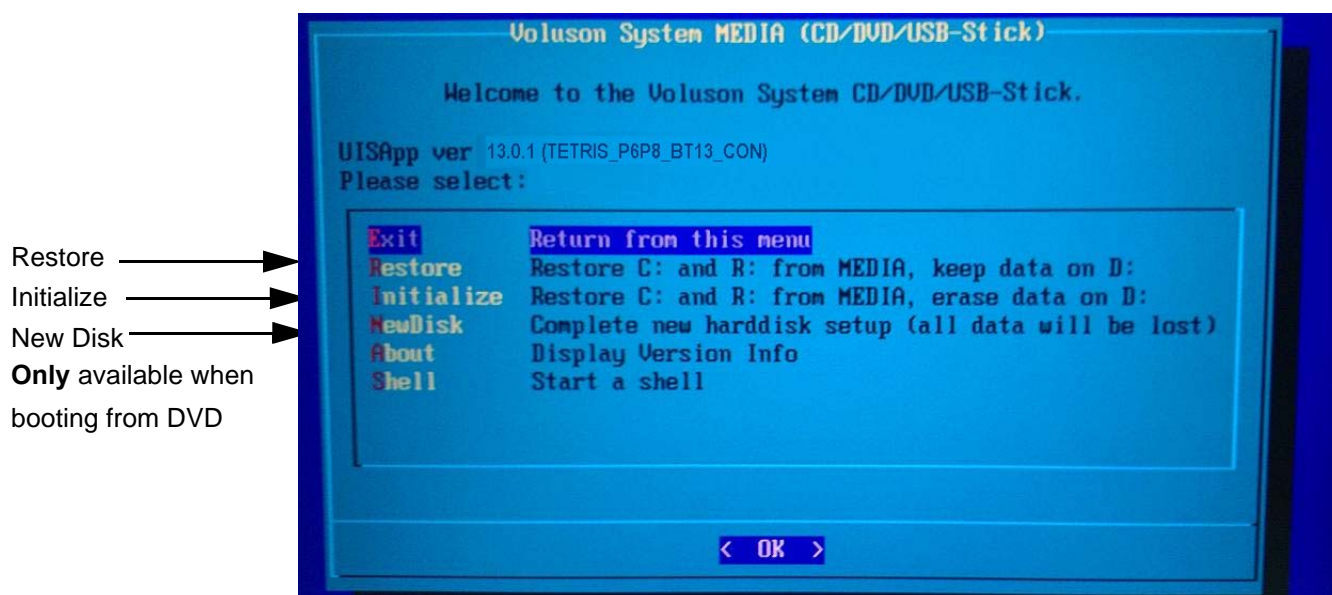 Voluson System MEDIA (CD/DVD/USB-Stick)
Welcome to the Voluson System CD/DVD/USB-Stick.
UISApp ver 13.0.1 (TETRIS_P6P8_BT13_CON)
Please select:
Exit Return from this menu
Restore Restore C: and R: from MEDIA, keep data on D:
Initialize Restore C: and R: from MEDIA, erase data on D:
NewDisk Complete new harddisk setup (all data will be lost)
About Display Version Info
Shell Start a shell
< OK >
Restore
Initialize
New Disk
Only available when
booting from DVD